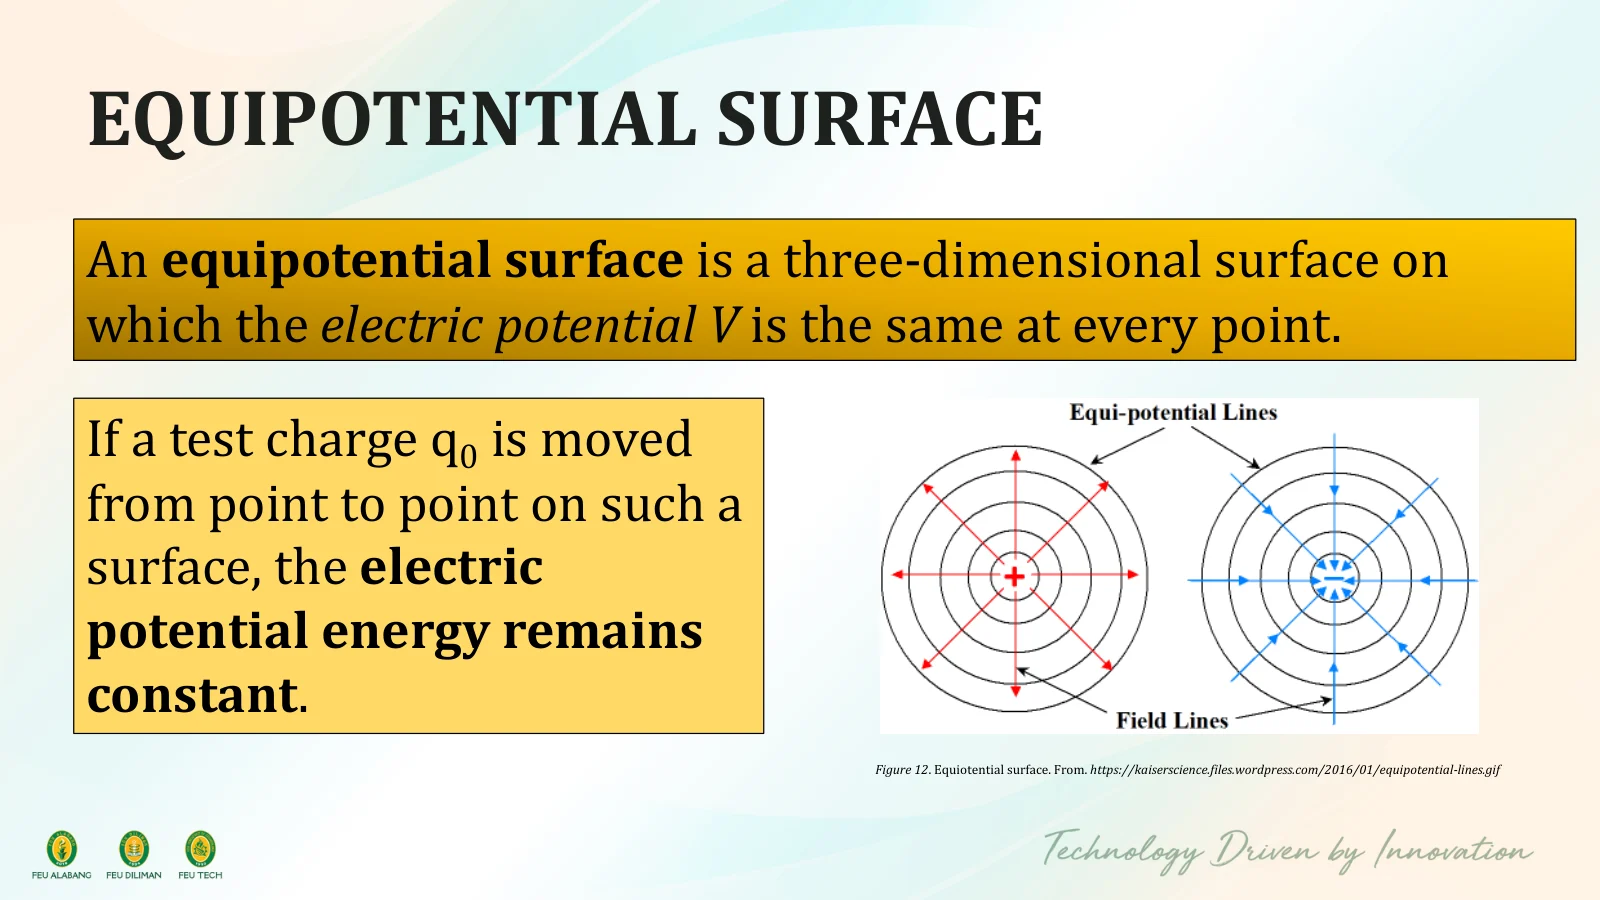 EQUIPOTENTIAL SURFACE
An equipotential surface is a three-dimensional surface on
which the electric potential V is the same at every point.
If a test charge q₀ is moved
from point to point on such a
surface, the electric
potential energy remains
constant.
Equi-potential Lines
+
−
Field Lines
Figure 12. Equiotential surface. From. https://kaiserscience.files.wordpress.com/2016/01/equipotential-lines.gif
FEU ALABANG
FEU DILIMAN
FEU TECH
Technology Driven by Innovation